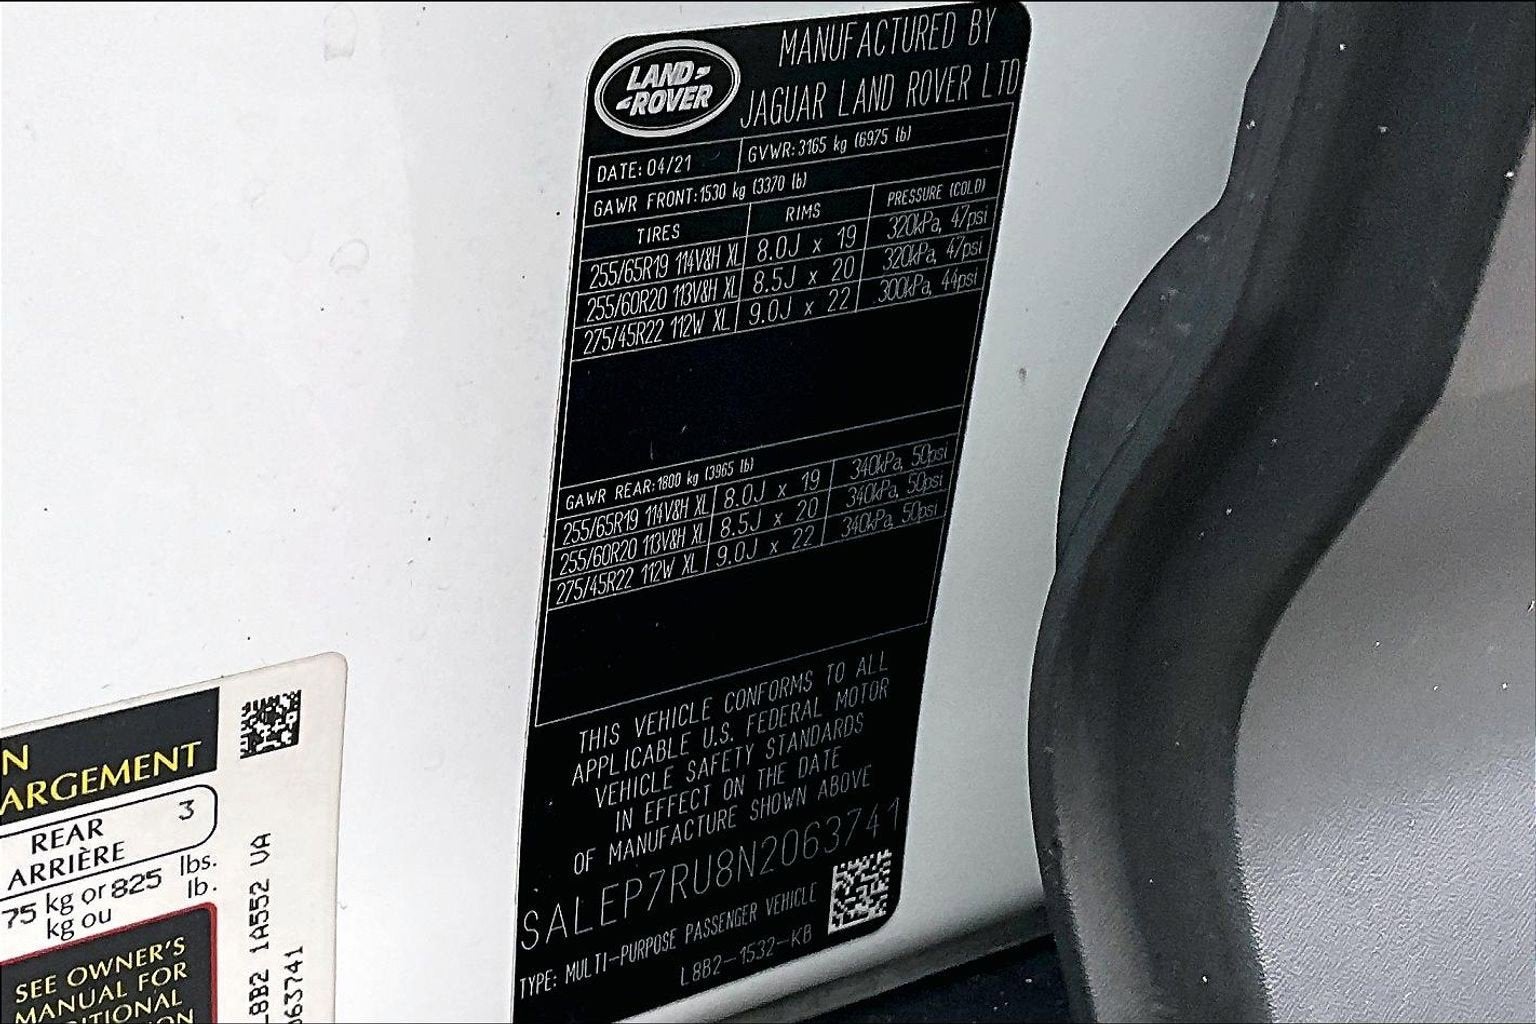 LAND-
-ROVER
MANUFACTURED BY
JAGUAR LAND ROVER LTD
DATE: 04/21
GVWR: 3165 kg (6975 lb)
GAWR FRONT: 1530 kg (3370 lb)
TIRES RIMS PRESSURE (COLD)
255/65R19 114V&H XL 8.0J x 19 320kPa, 47psi
255/60R20 113V&H XL 8.5J x 20 320kPa, 47psi
275/45R22 112W XL 9.0J x 22 300kPa, 44psi
GAWR REAR: 1800 kg (3965 lb)
255/65R19 114V&H XL 8.0J x 19 340kPa, 50psi
255/60R20 113V&H XL 8.5J x 20 340kPa, 50psi
275/45R22 112W XL 9.0J x 22 340kPa, 50psi
THIS VEHICLE CONFORMS TO ALL
APPLICABLE U.S. FEDERAL MOTOR
VEHICLE SAFETY STANDARDS
IN EFFECT ON THE DATE
OF MANUFACTURE SHOWN ABOVE
SALEP7RU8N2063741
TYPE: MULTI-PURPOSE PASSENGER VEHICLE
L8B2-1532-KB
N
ARGEMENT
REAR 3
ARRIÈRE
75 kg or 825 lbs.
kg ou lb.
SEE OWNER'S
MANUAL FOR
DITIONAL
ON
L8B2 1A552 VA
063741